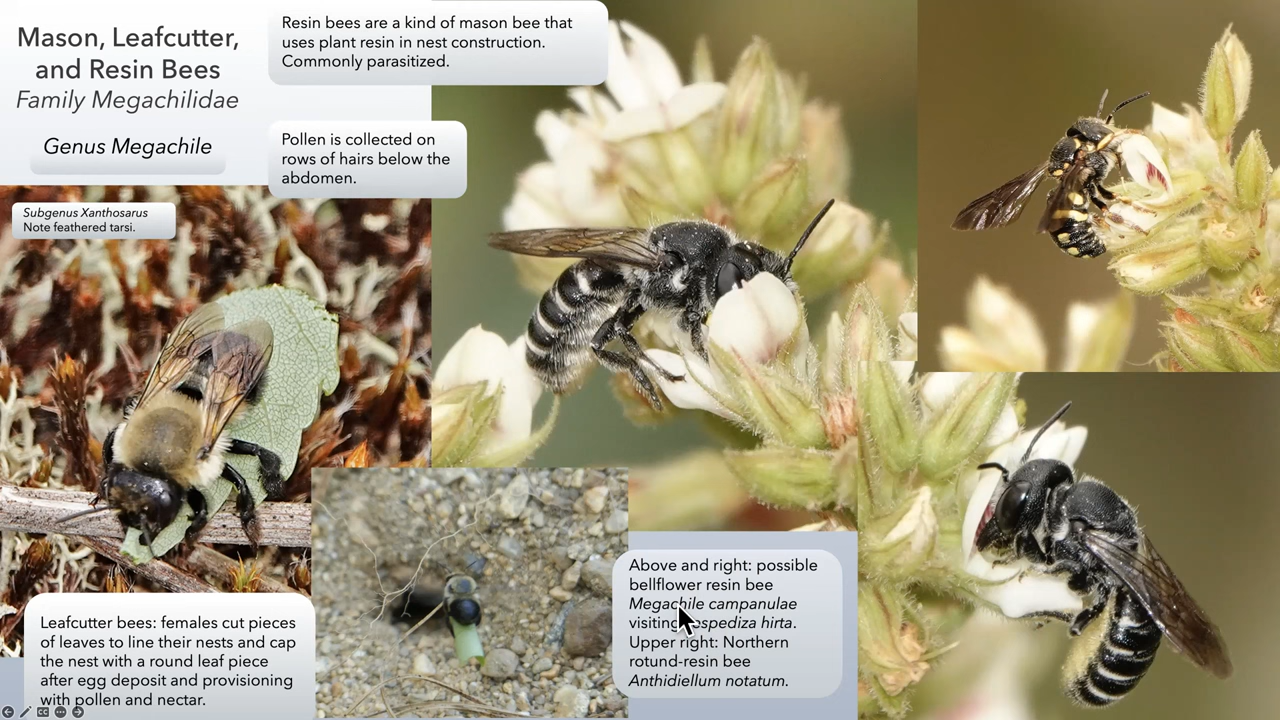 Mason, Leafcutter,
and Resin Bees
Family Megachilidae
Genus Megachile
Resin bees are a kind of mason bee that
uses plant resin in nest construction.
Commonly parasitized.
Pollen is collected on
rows of hairs below the
abdomen.
Subgenus Xanthosarus
Note feathered tarsi.
Leafcutter bees: females cut pieces
of leaves to line their nests and cap
the nest with a round leaf piece
after egg deposit and provisioning
with pollen and nectar.
Above and right: possible
bellflower resin bee
Megachile campanulae
visiting hirta.
Upper right: Northern
rotund-resin bee
Anthidiellum notatum.